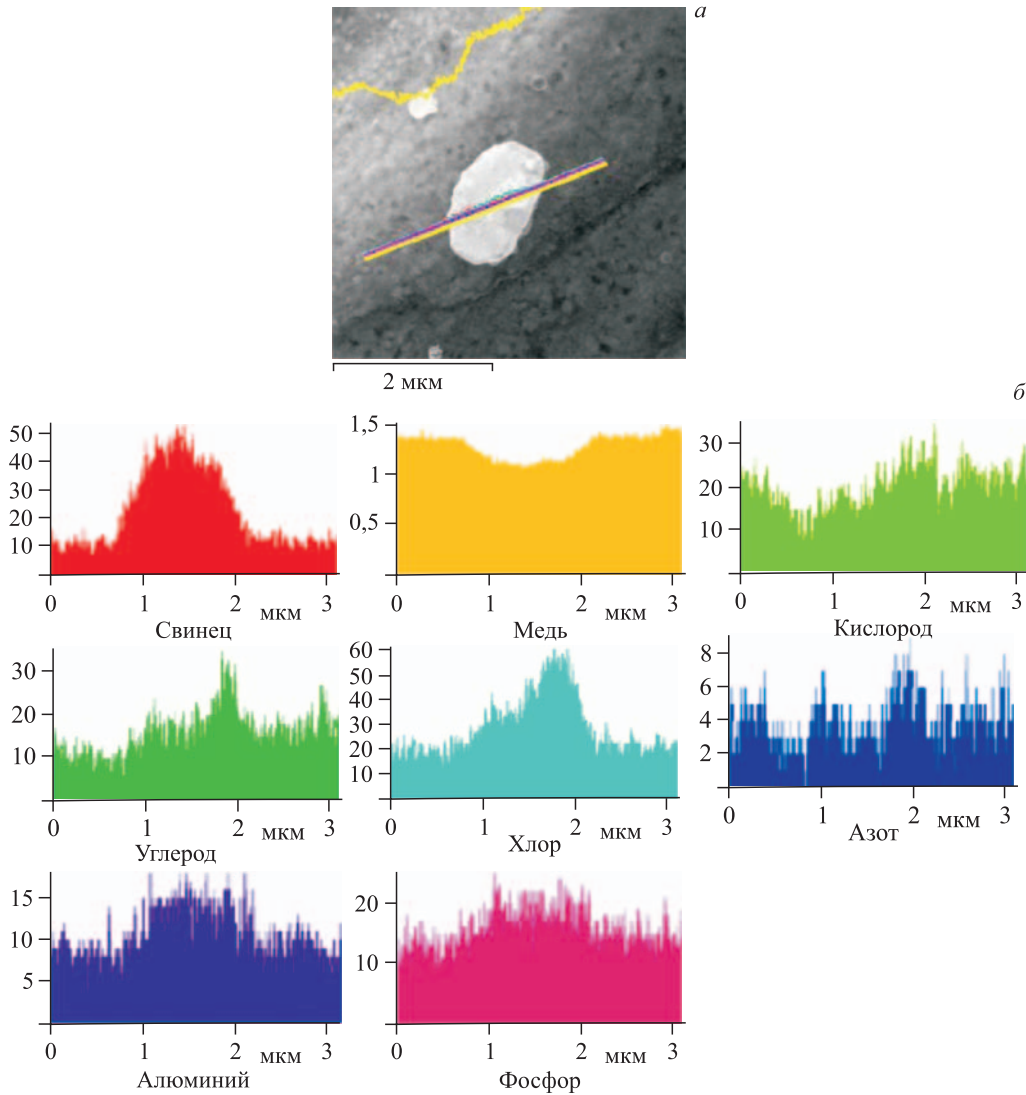 а
2 мкм
б
50
40
30
20
10
0 1 2 мкм 3
Свинец
1,5
1
0,5
0 1 2 мкм 3
Медь
30
20
10
0 1 2 мкм 3
Кислород
30
20
10
0 1 2 мкм 3
Углерод
60
50
40
30
20
10
0 1 2 мкм 3
Хлор
8
6
4
2
0 1 2 мкм 3
Азот
15
10
5
0 1 2 мкм 3
Алюминий
20
10
0 1 2 мкм 3
Фосфор